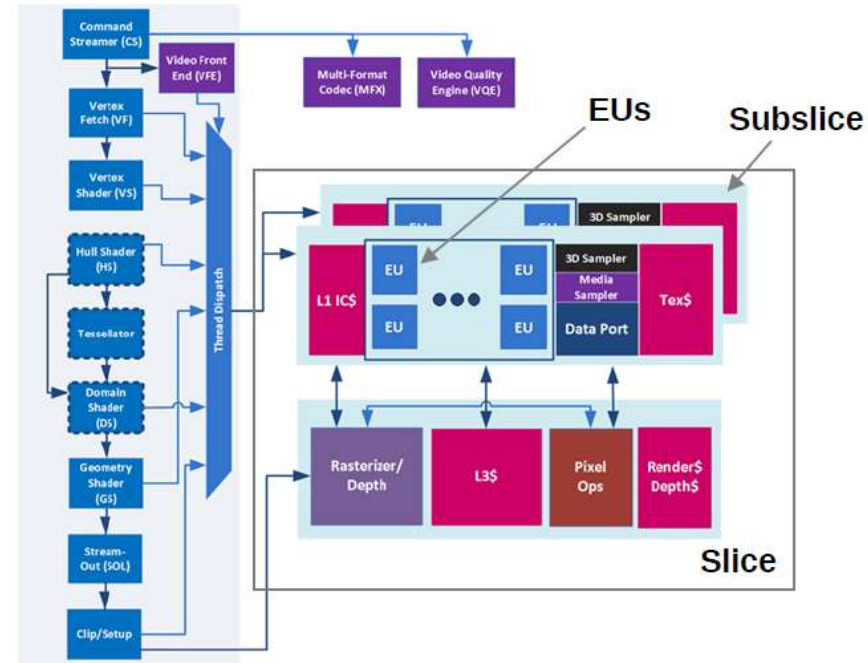 Command
Streamer (CS)
Video Front
End (VFE)
Multi-Format
Codec (MFX)
Video Quality
Engine (VQE)
Vertex
Fetch (VF)
Vertex
Shader (VS)
Hull Shader
(HS)
Tessellator
Domain
Shader
(DS)
Geometry
Shader
(GS)
Stream-
Out (SOL)
Clip/Setup
Thread Dispatch
EUs
Subslice
EU
EU
3D Sampler
L1 IC$
EU
EU
EU
EU
3D Sampler
Media
Sampler
Data Port
Tex$
Rasterizer/
Depth
L3$
Pixel
Ops
Render$
Depth$
Slice